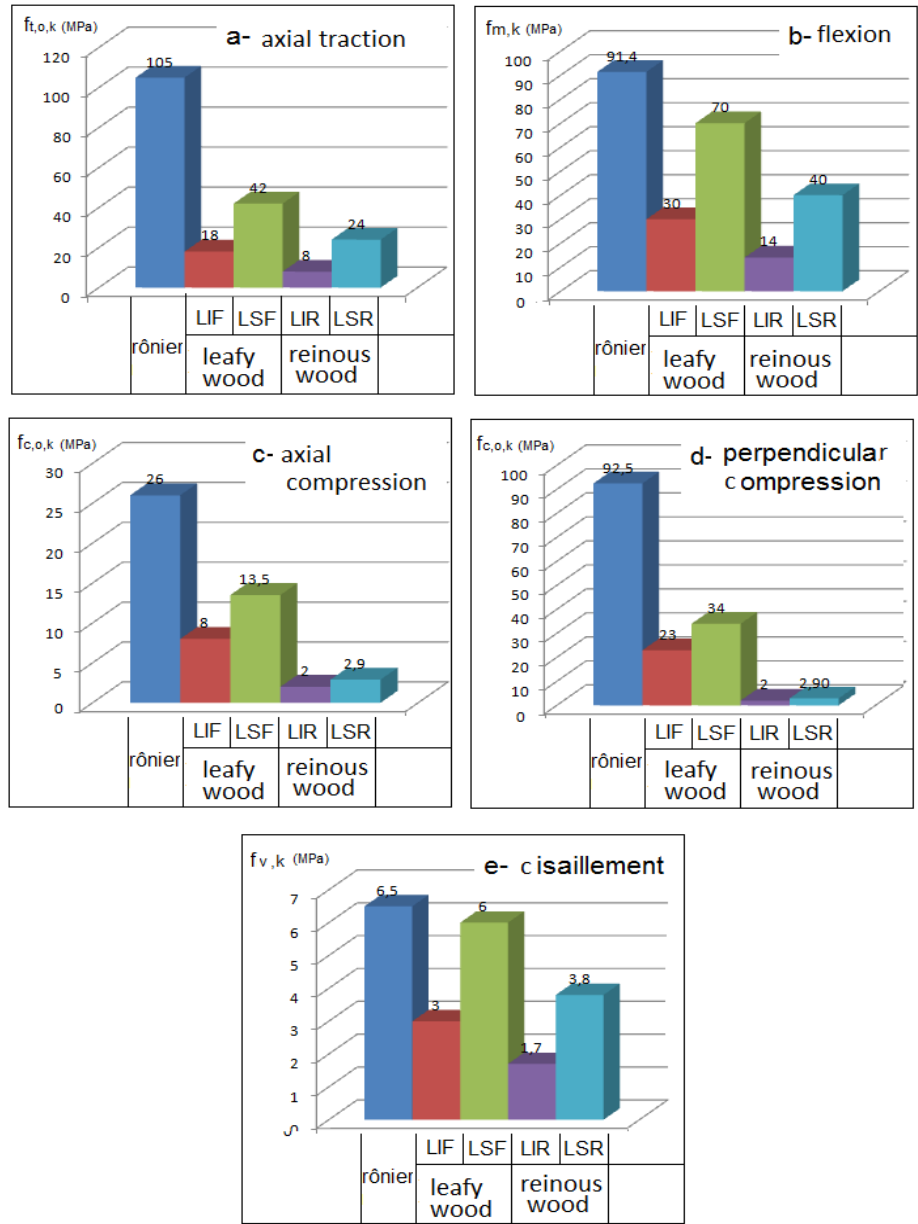 f t,o,k (MPa)
a- axial traction
120
100
80
60
40
20
0
105
18
42
8
24
rônier
LIF
LSF
LIR
LSR
leafy
wood
reinous
wood
f m,k (MPa)
b- flexion
100
90
80
70
60
50
40
30
20
10
0
91,4
30
70
14
40
rônier
LIF
LSF
LIR
LSR
leafy
wood
reinous
wood
f c,o,k (MPa)
c- axial
compression
30
25
20
15
10
5
0
26
8
13,5
2
2,9
rônier
LIF
LSF
LIR
LSR
leafy
wood
reinous
wood
f c,o,k (MPa)
d- perpendicular
compression
100
90
80
70
60
50
40
30
20
10
0
92,5
23
34
2
2,90
rônier
LIF
LSF
LIR
LSR
leafy
wood
reinous
wood
f v,k (MPa)
e- cisaillement
7
6
5
4
3
2
1
6,5
3
6
1,7
3,8
rônier
LIF
LSF
LIR
LSR
leafy
wood
reinous
wood